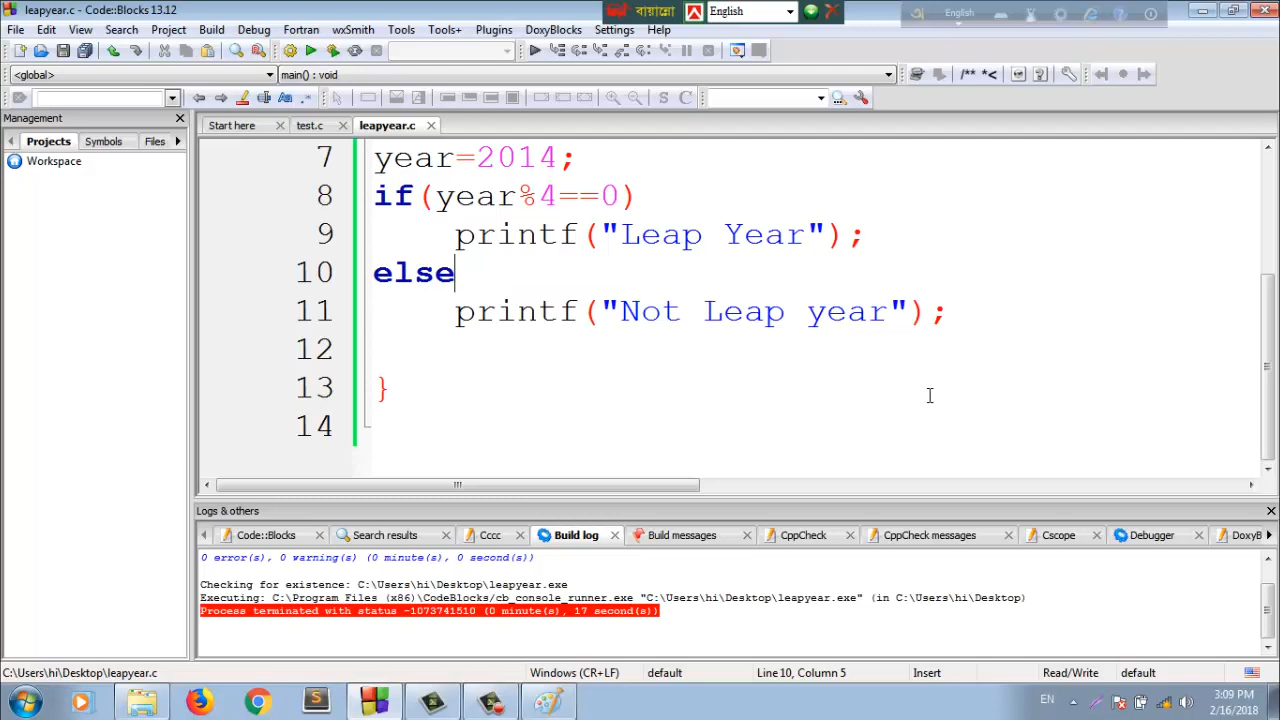 leapyear.c - Code::Blocks 13.12
বায়ান্নো
English
English
File Edit View Search Project Build Debug Fortran wxSmith Tools Tools+ Plugins DoxyBlocks Settings Help
<global>
main() : void
/** *<
Management
Projects Symbols Files
Workspace
Start here
test.c
leapyear.c
7 year=2014;
8 if(year%4==0)
9 printf("Leap Year");
10 else
11 printf("Not Leap year");
12
13 }
14
Logs & others
Code::Blocks
Search results
Cccc
Build log
Build messages
CppCheck
CppCheck messages
Cscope
Debugger
DoxyB
0 error(s), 0 warning(s) (0 minute(s), 0 second(s))
Checking for existence: C:\Users\hi\Desktop\leapyear.exe
Executing: C:\Program Files (x86)\CodeBlocks/cb_console_runner.exe "C:\Users\hi\Desktop\leapyear.exe" (in C:\Users\hi\Desktop)
Process terminated with status -1073741510 (0 minute(s), 17 second(s))
C:\Users\hi\Desktop\leapyear.c
Windows (CR+LF)
default
Line 10, Column 5
Insert
Read/Write
default
EN
3:09 PM
2/16/2018